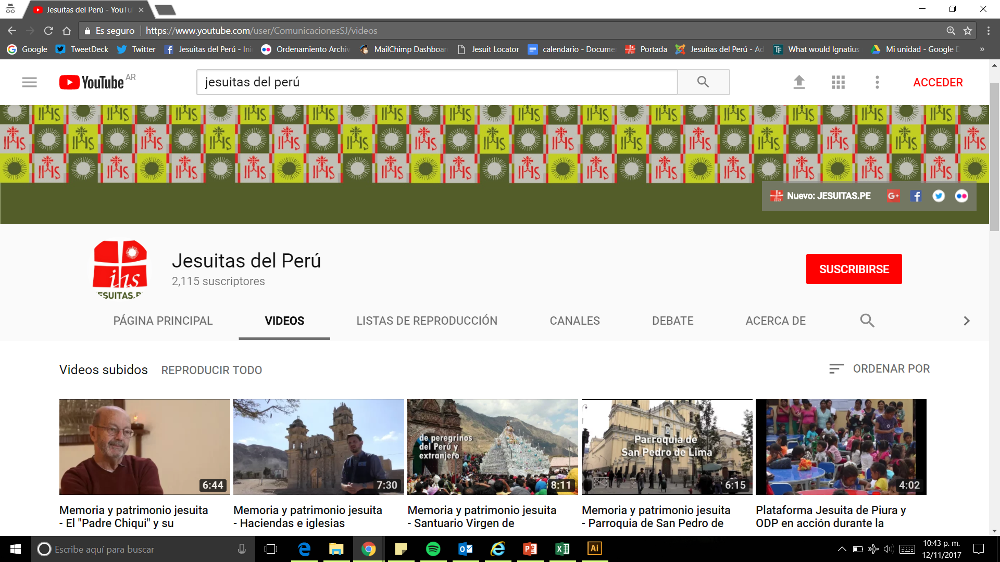 Jesuitas del Perú - YouTu
Es seguro https://www.youtube.com/user/ComunicacionesSJ/videos
Google TweetDeck Twitter Jesuitas del Perú - Ini Ordenamiento Archiv MailChimp Dashboar Jesuit Locator calendario - Docume Portada Jesuitas del Perú - Ad What would Ignatius Mi unidad - Google D »
YouTube AR
jesuitas del perú
ACCEDER
Nuevo: JESUITAS.PE
ihs
JESUITAS.P
Jesuitas del Perú
2,115 suscriptores
SUSCRIBIRSE
PÁGINA PRINCIPAL VIDEOS LISTAS DE REPRODUCCIÓN CANALES DEBATE ACERCA DE
Videos subidos REPRODUCIR TODO
ORDENAR POR
6:44
7:30
de peregrinos
del Perú y
extranjero
8:11
Parroquia de
San Pedro de Lima
6:15
4:02
Memoria y patrimonio jesuita
- El "Padre Chiqui" y su
Memoria y patrimonio jesuita
- Haciendas e iglesias
Memoria y patrimonio jesuita
- Santuario Virgen de
Memoria y patrimonio jesuita
- Parroquia de San Pedro de
Plataforma Jesuita de Piura y
ODP en acción durante la
Escribe aquí para buscar
10:43 p. m.
12/11/2017